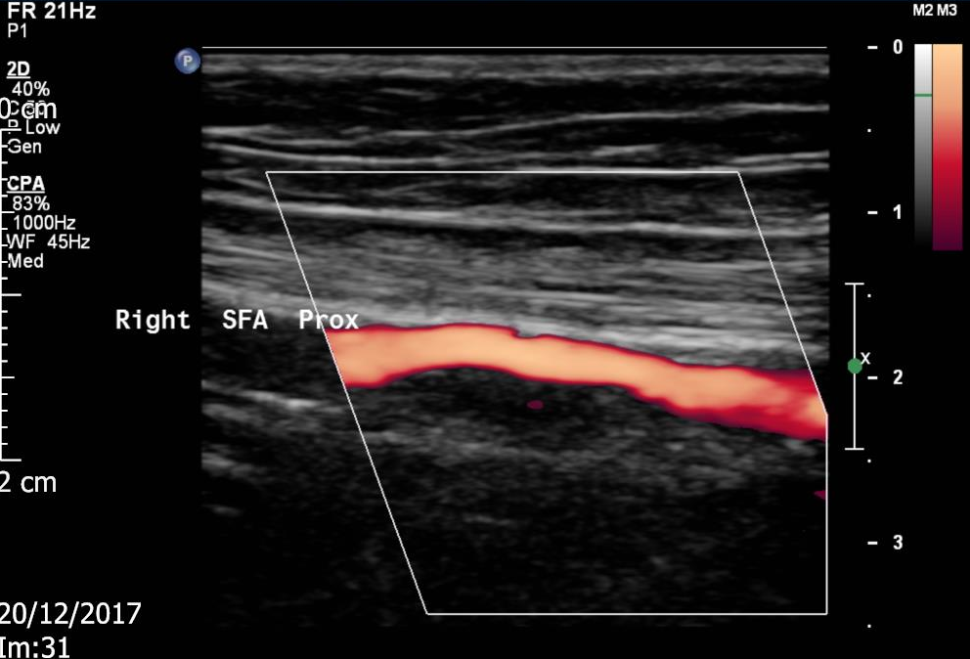 FR 21Hz
P1
M2 M3
P
2D
40%
0 cm
P Low
Gen
CPA
83%
1000Hz
WF 45Hz
Med
0
1
Right SFA Prox
x
2
2 cm
3
20/12/2017
Im:31